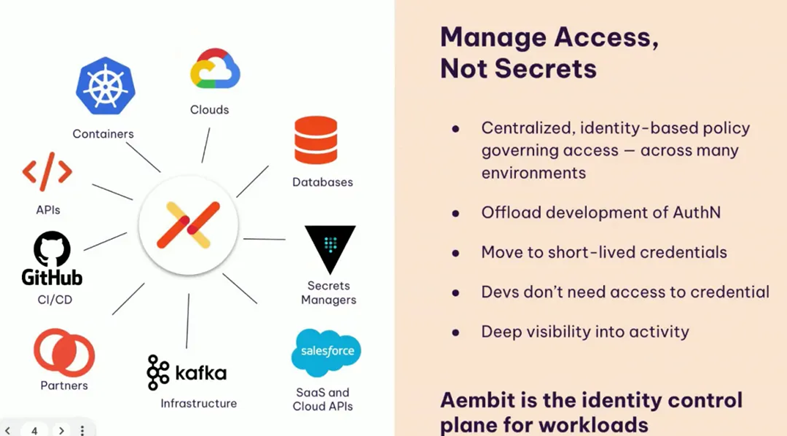 Clouds
Containers
Databases
APIs
GitHub
CI/CD
Secrets
Managers
Partners
kafka
Infrastructure
salesforce
SaaS and
Cloud APIs
4
Manage Access,
Not Secrets
• Centralized, identity-based policy
governing access — across many
environments
• Offload development of AuthN
• Move to short-lived credentials
• Devs don’t need access to credential
• Deep visibility into activity
Aembit is the identity control
plane for workloads